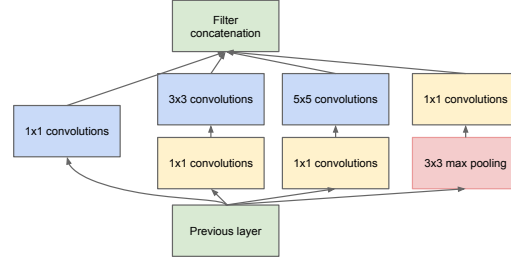 Filter
concatenation
3x3 convolutions
5x5 convolutions
1x1 convolutions
1x1 convolutions
1x1 convolutions
1x1 convolutions
3x3 max pooling
Previous layer